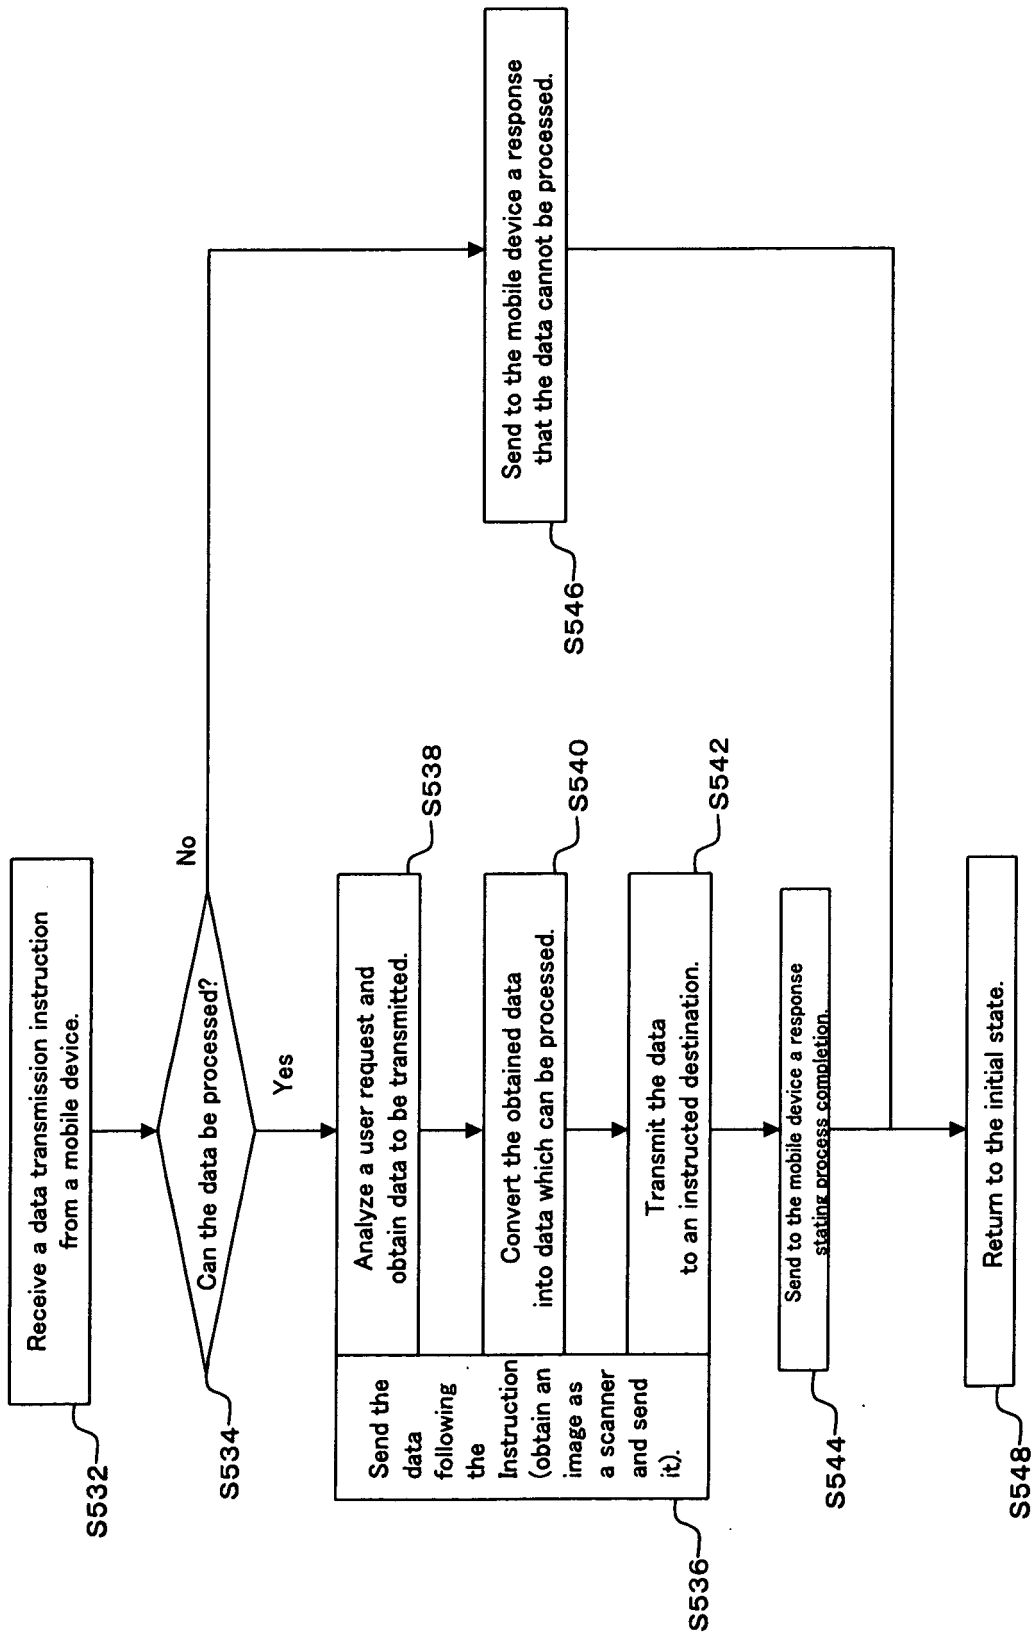 Receive a data transmission instruction
from a mobile device.
S532
Can the data be processed?
S534
No
Yes
Send the
data
following
the
Instruction
(obtain an
image as
a scanner
and send
it).
S536
Analyze a user request and
obtain data to be transmitted.
S538
Convert the obtained data
into data which can be processed.
S540
Transmit the data
to an instructed destination.
S542
Send to the mobile device a response
stating process completion.
S544
Send to the mobile device a response
that the data cannot be processed.
S546
Return to the initial state.
S548